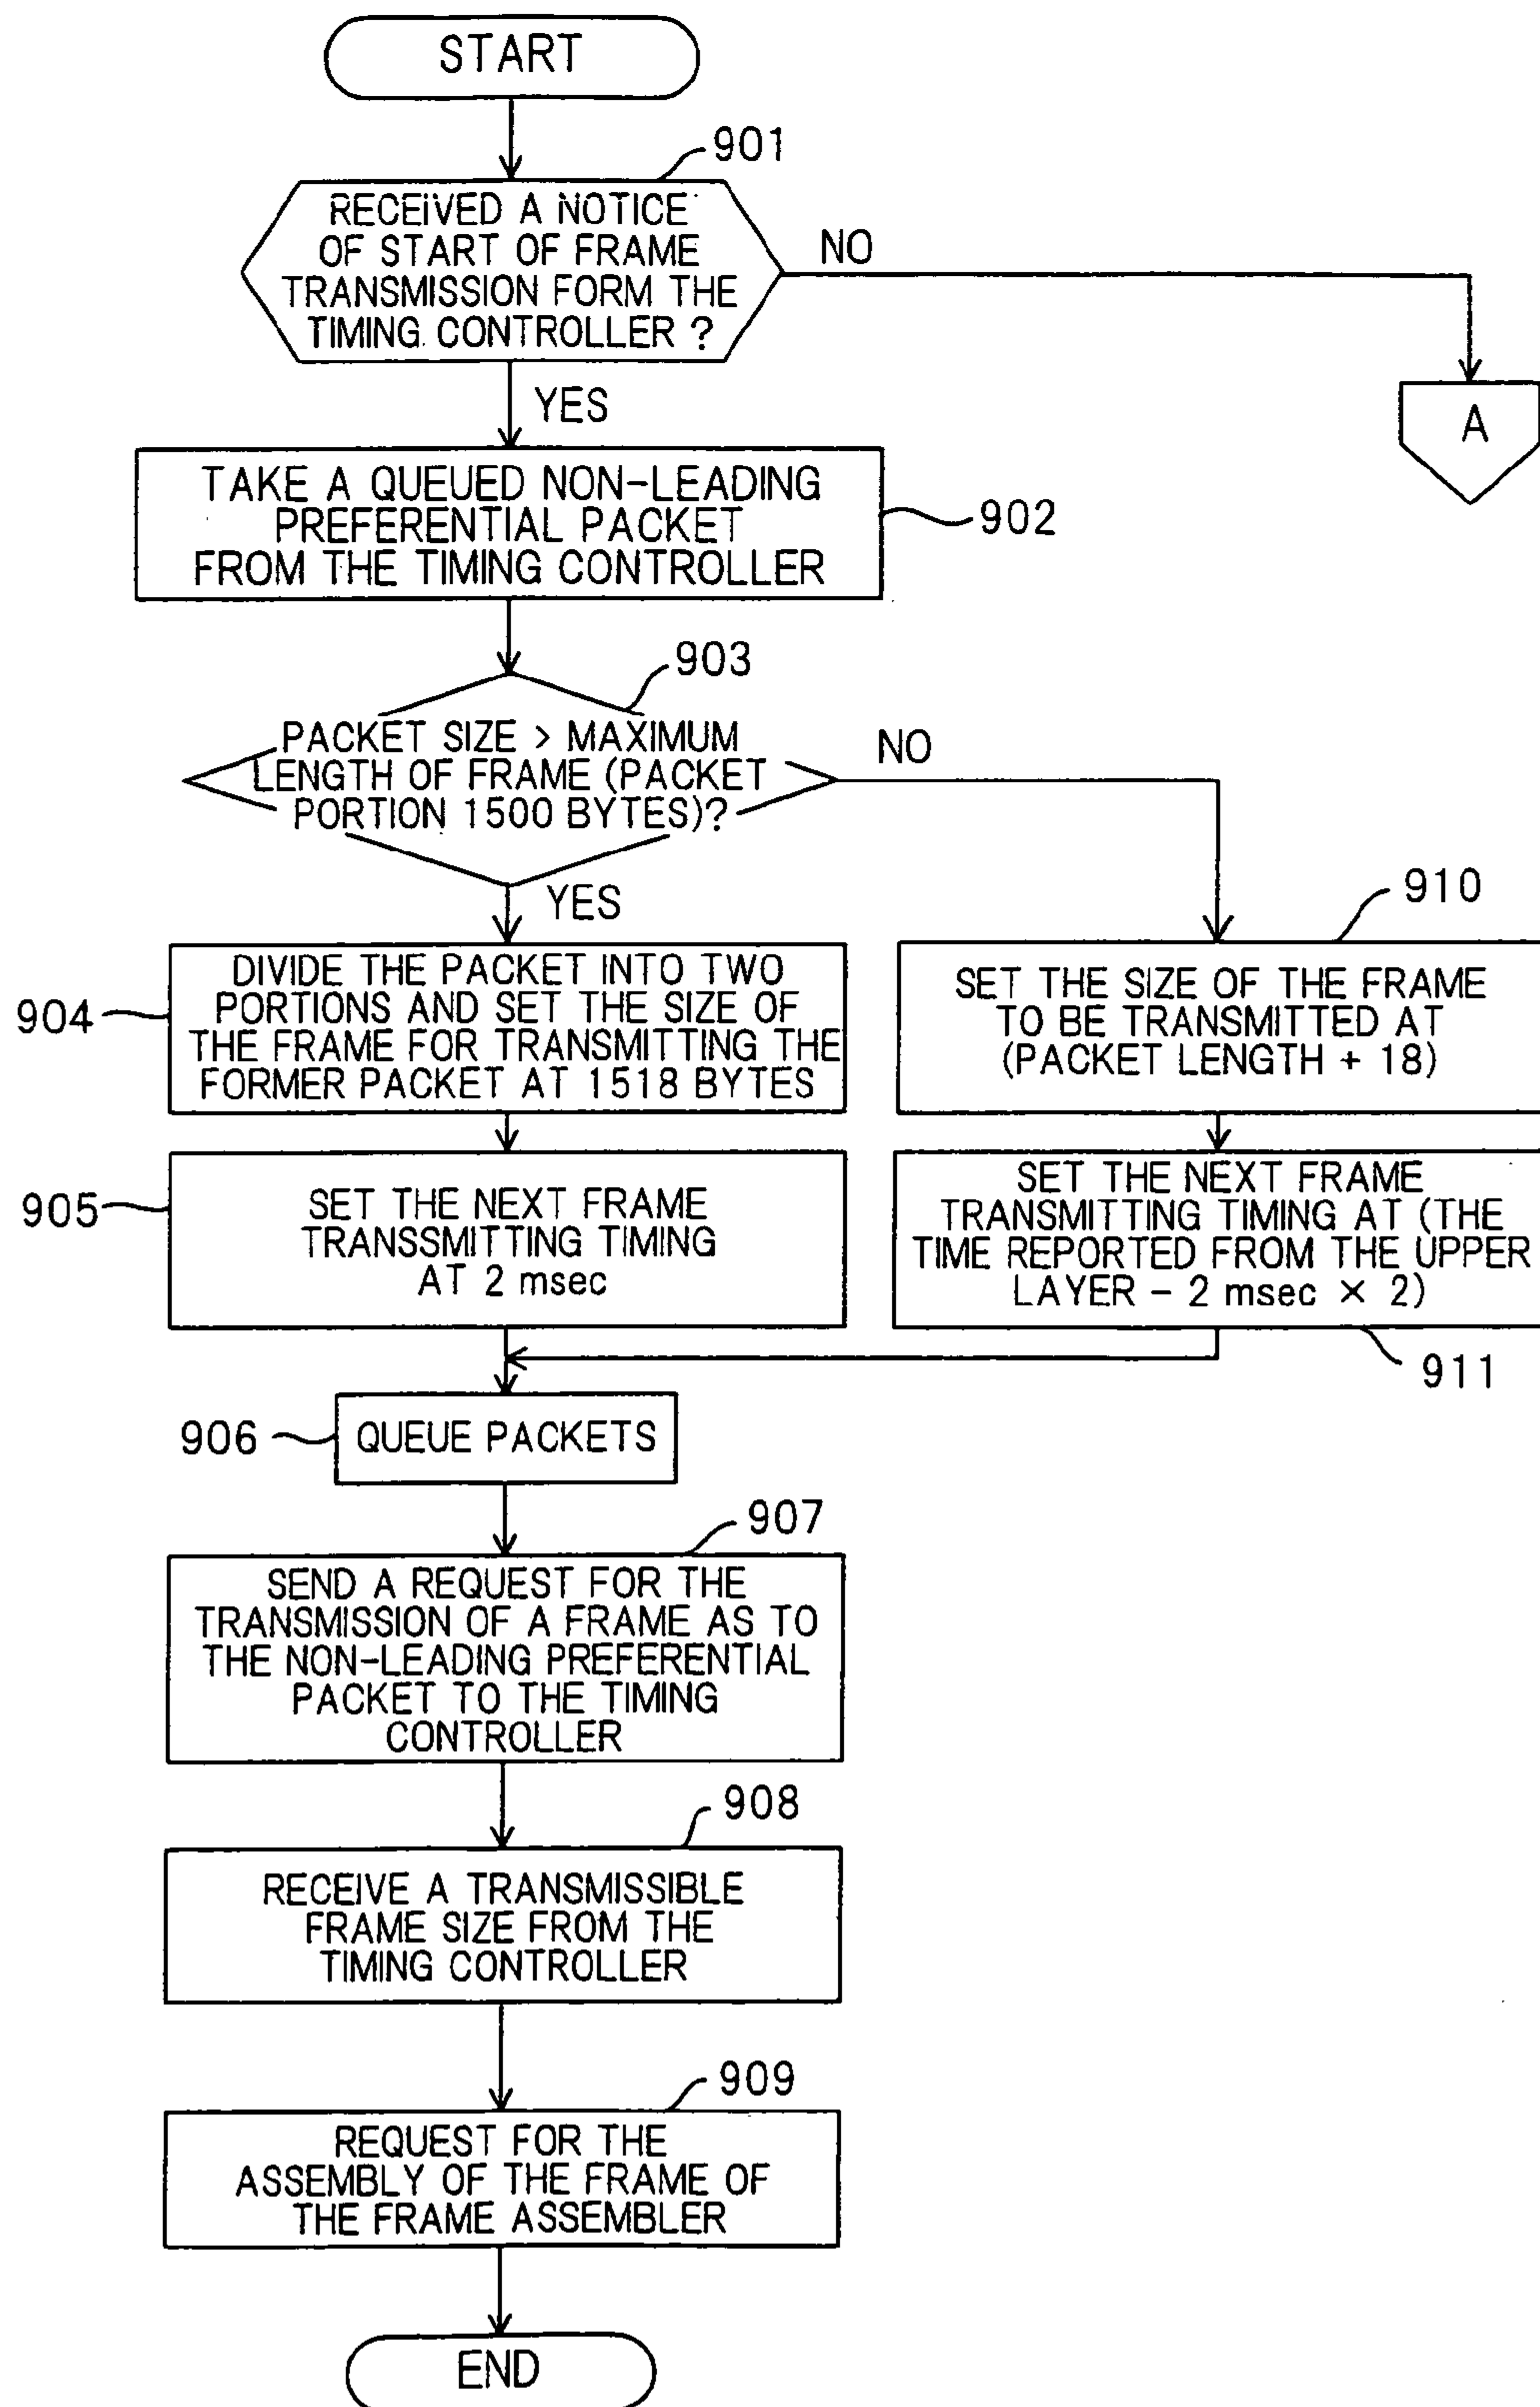 START
901
RECEIVED A NOTICE
OF START OF FRAME
TRANSMISSION FORM THE
TIMING CONTROLLER ?
NO
A
YES
TAKE A QUEUED NON-LEADING
PREFERENTIAL PACKET
FROM THE TIMING CONTROLLER
902
903
PACKET SIZE > MAXIMUM
LENGTH OF FRAME (PACKET
PORTION 1500 BYTES)?
NO
YES
904
DIVIDE THE PACKET INTO TWO
PORTIONS AND SET THE SIZE OF
THE FRAME FOR TRANSMITTING THE
FORMER PACKET AT 1518 BYTES
910
SET THE SIZE OF THE FRAME
TO BE TRANSMITTED AT
(PACKET LENGTH + 18)
905
SET THE NEXT FRAME
TRANSSMITTING TIMING
AT 2 msec
SET THE NEXT FRAME
TRANSMITTING TIMING AT (THE
TIME REPORTED FROM THE UPPER
LAYER - 2 msec × 2)
911
906
QUEUE PACKETS
907
SEND A REQUEST FOR THE
TRANSMISSION OF A FRAME AS TO
THE NON-LEADING PREFERENTIAL
PACKET TO THE TIMING
CONTROLLER
908
RECEIVE A TRANSMISSIBLE
FRAME SIZE FROM THE
TIMING CONTROLLER
909
REQUEST FOR THE
ASSEMBLY OF THE FRAME OF
THE FRAME ASSEMBLER
END